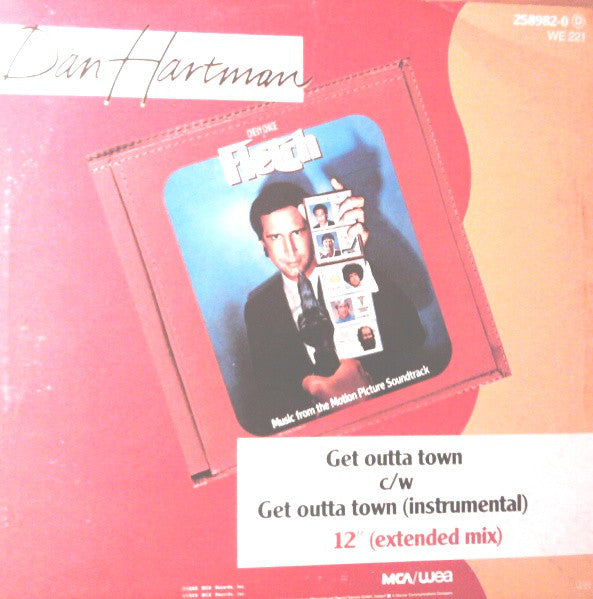 258982-0 D
WE 221
Dan Hartman
CHEVY CHASE
Fletch
Music from the Motion Picture Soundtrack
Get outta town
c/w
Get outta town (instrumental)
12" (extended mix)
MCA/wea